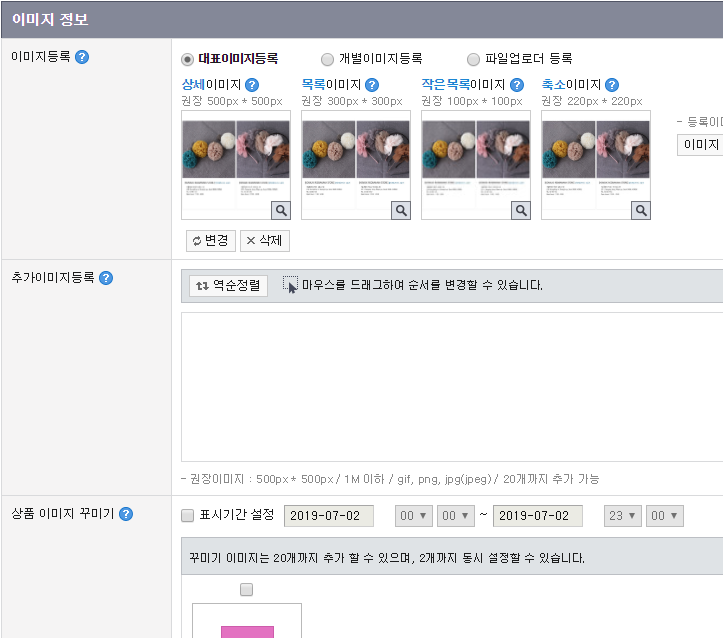 이미지 정보
이미지등록 ?
대표이미지등록 개별이미지등록 파일업로더 등록
상세이미지 ? 목록이미지 ? 작은목록이미지 ? 축소이미지 ?
권장 500px * 500px 권장 300px * 300px 권장 100px * 100px 권장 220px * 220px
- 등록이
이미지
변경 × 삭제
추가이미지등록 ?
역순정렬 마우스를 드래그하여 순서를 변경할 수 있습니다.
- 권장이미지 : 500px * 500px / 1M 이하 / gif, png, jpg(jpeg) / 20개까지 추가 가능
상품 이미지 꾸미기 ?
표시기간 설정 2019-07-02 00 ▼ 00 ▼ ~ 2019-07-02 23 ▼ 00 ▼
꾸미기 이미지는 20개까지 추가 할 수 있으며, 2개까지 동시 설정할 수 있습니다.